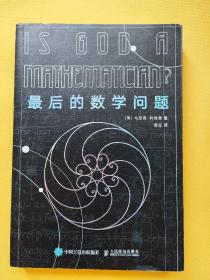 IS GOD A
MATHEMATICIAN?
最后的数学问题
[美] 马里奥·利维奥 著
黄征 译
中国工信出版集团
人民邮电出版社